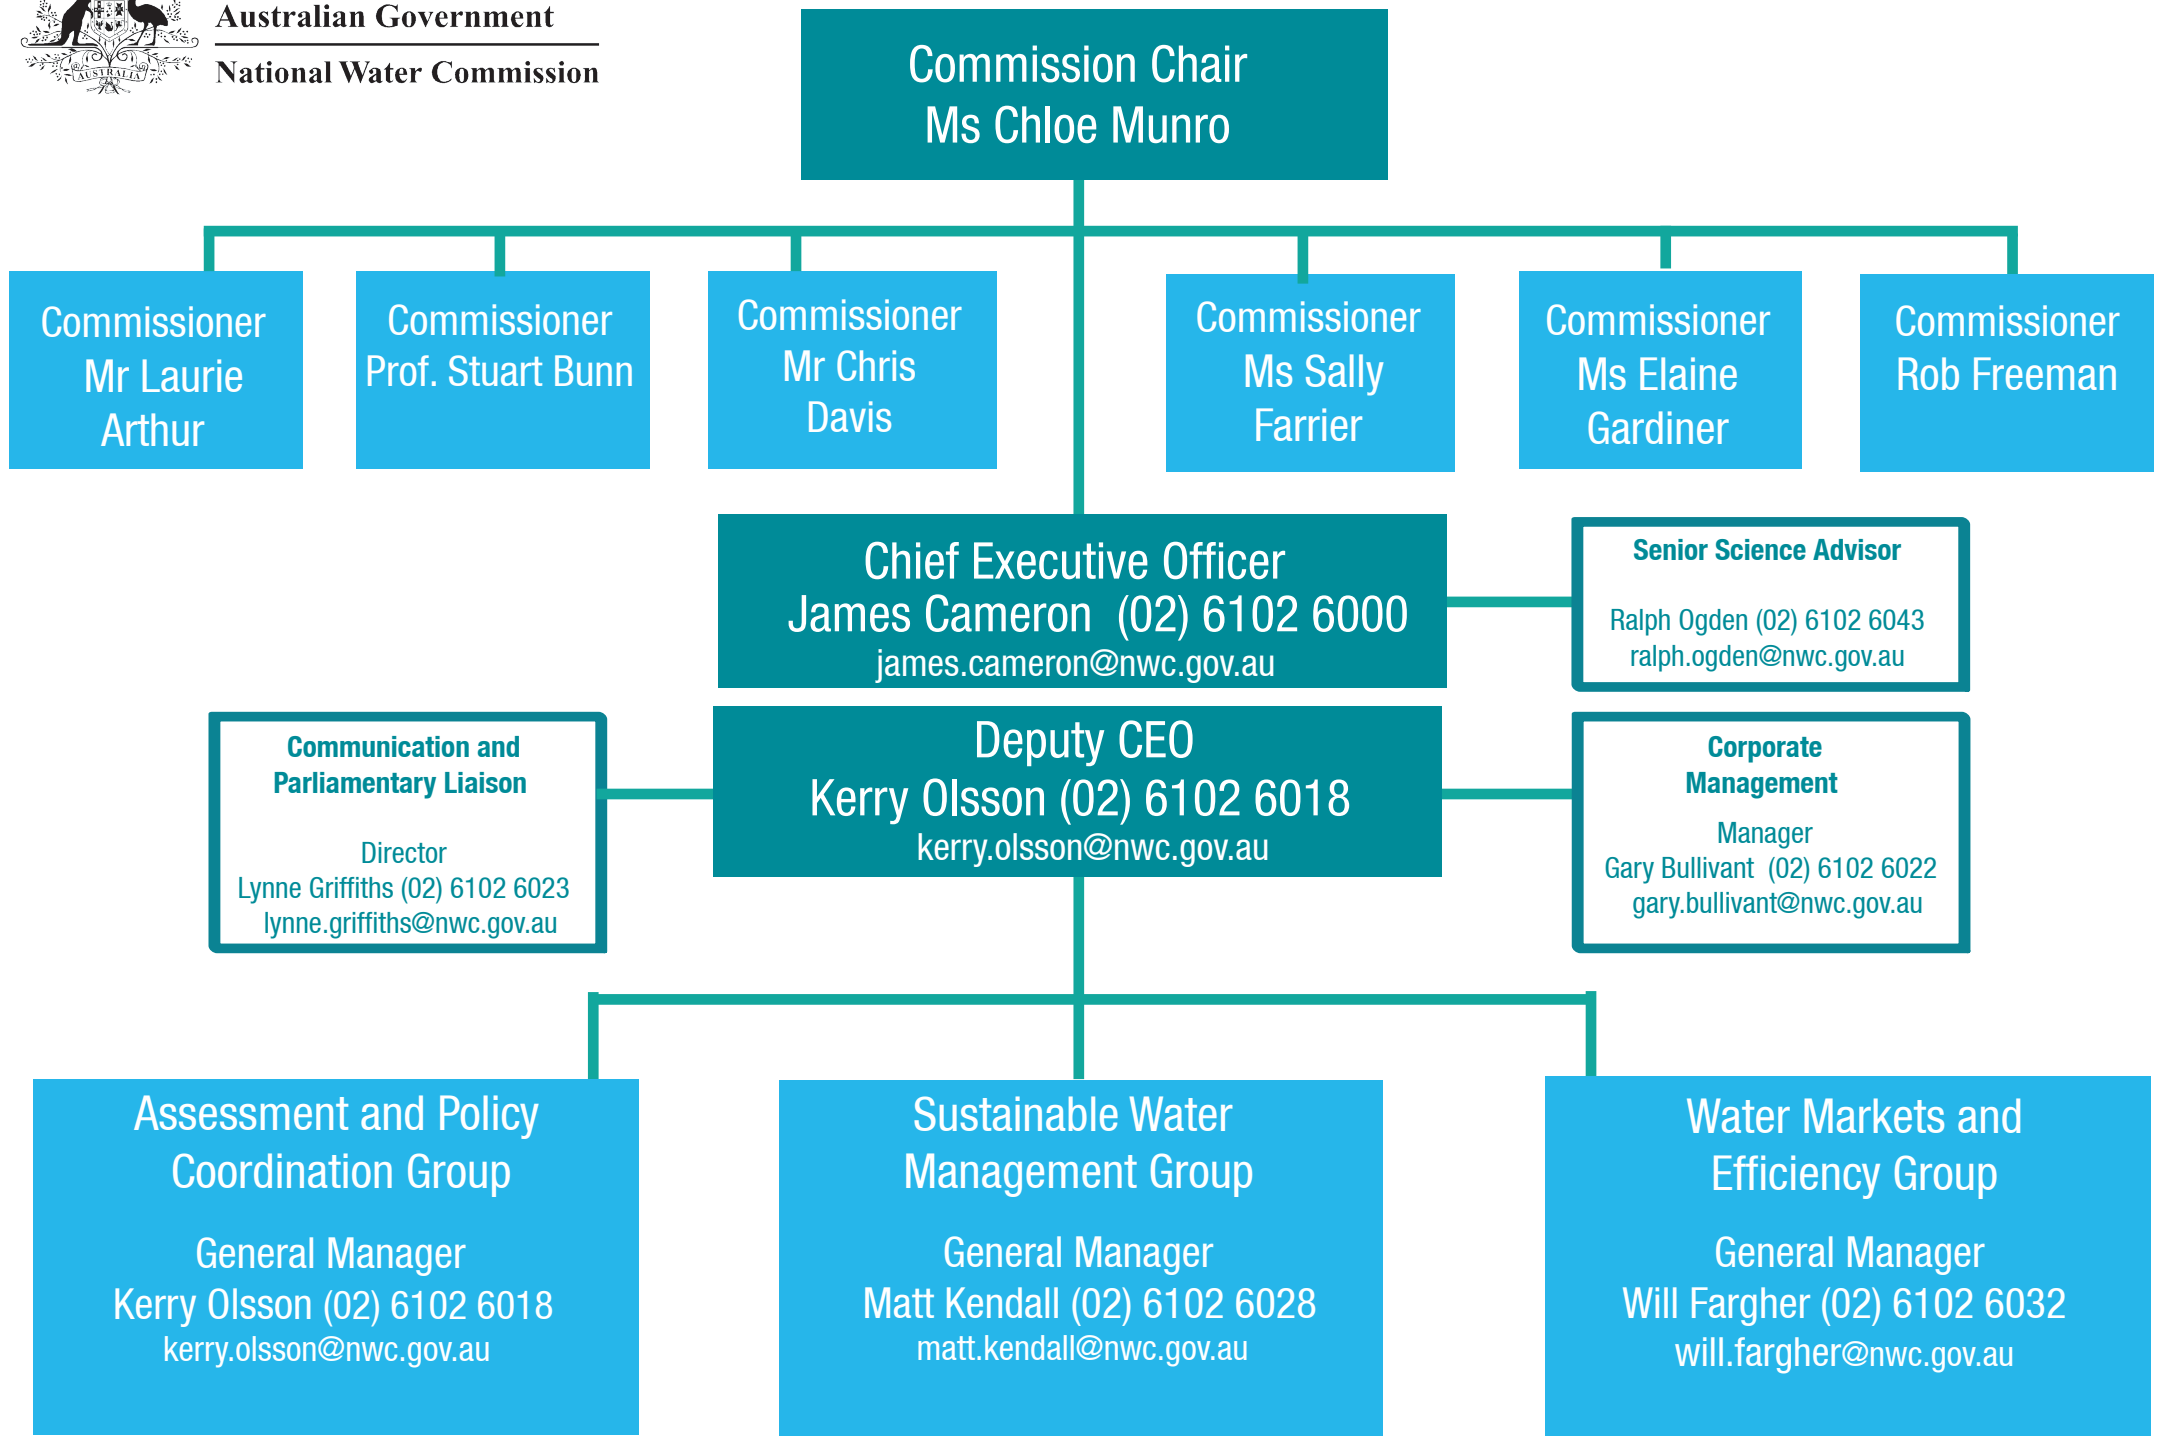 Australian Government
National Water Commission
AUSTRALIA
Commission Chair
Ms Chloe Munro
Commissioner
Mr Laurie
Arthur
Commissioner
Prof. Stuart Bunn
Commissioner
Mr Chris
Davis
Commissioner
Ms Sally
Farrier
Commissioner
Ms Elaine
Gardiner
Commissioner
Rob Freeman
Chief Executive Officer
James Cameron (02) 6102 6000
james.cameron@nwc.gov.au
Senior Science Advisor
Ralph Ogden (02) 6102 6043
ralph.ogden@nwc.gov.au
Communication and
Parliamentary Liaison
Director
Lynne Griffiths (02) 6102 6023
lynne.griffiths@nwc.gov.au
Deputy CEO
Kerry Olsson (02) 6102 6018
kerry.olsson@nwc.gov.au
Corporate
Management
Manager
Gary Bullivant (02) 6102 6022
gary.bullivant@nwc.gov.au
Assessment and Policy
Coordination Group
General Manager
Kerry Olsson (02) 6102 6018
kerry.olsson@nwc.gov.au
Sustainable Water
Management Group
General Manager
Matt Kendall (02) 6102 6028
matt.kendall@nwc.gov.au
Water Markets and
Efficiency Group
General Manager
Will Fargher (02) 6102 6032
will.fargher@nwc.gov.au